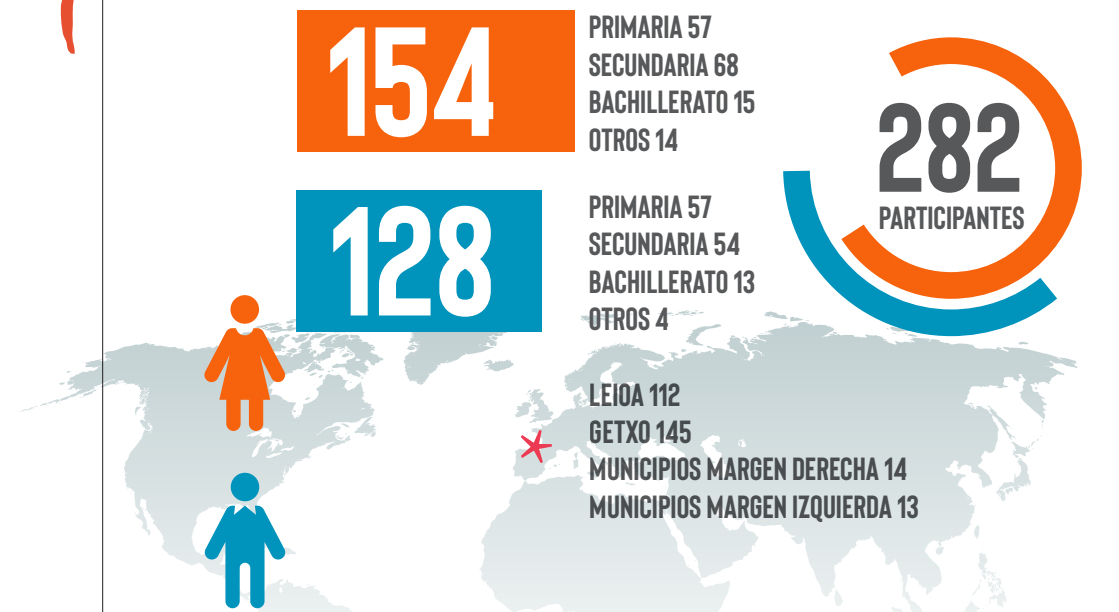 154
PRIMARIA 57
SECUNDARIA 68
BACHILLERATO 15
OTROS 14
128
PRIMARIA 57
SECUNDARIA 54
BACHILLERATO 13
OTROS 4
282
PARTICIPANTES
LEIOA 112
GETXO 145
MUNICIPIOS MARGEN DERECHA 14
MUNICIPIOS MARGEN IZQUIERDA 13